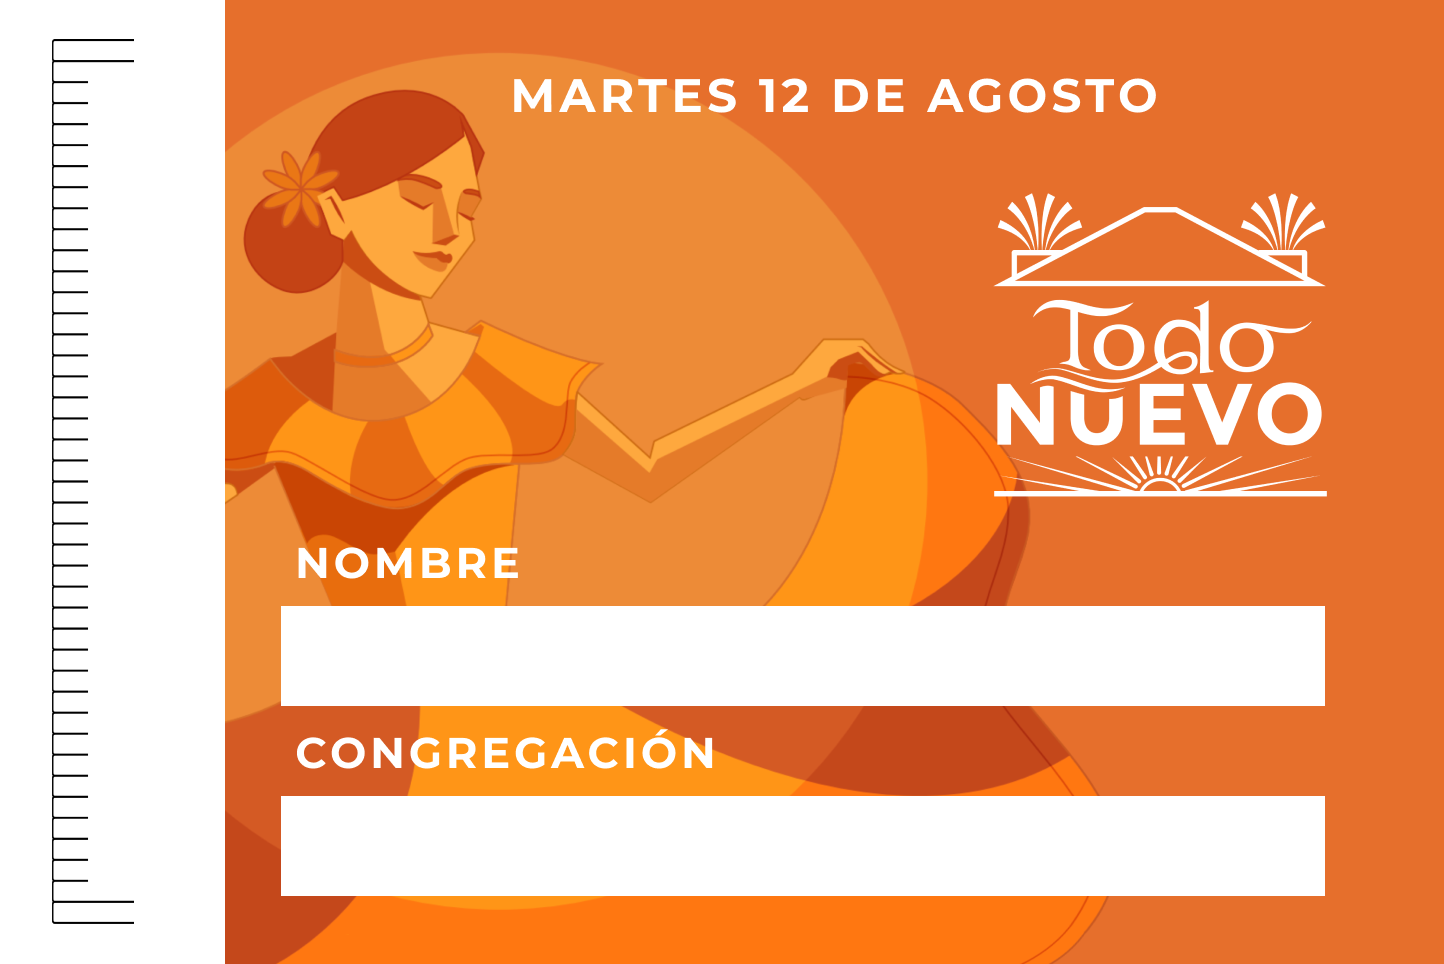 MARTES 12 DE AGOSTO
Todo
NUEVO
NOMBRE
CONGREGACIÓN